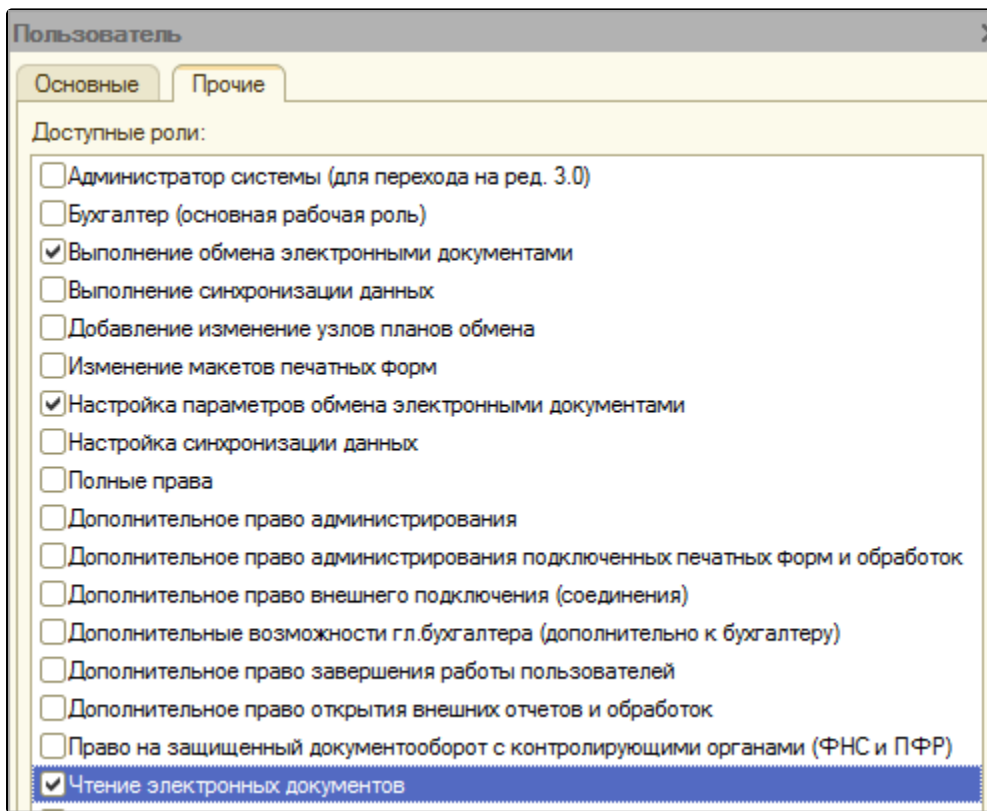 Пользователь
Основные Прочие
Доступные роли:
Администратор системы (для перехода на ред. 3.0)
Бухгалтер (основная рабочая роль)
Выполнение обмена электронными документами
Выполнение синхронизации данных
Добавление изменение узлов планов обмена
Изменение макетов печатных форм
Настройка параметров обмена электронными документами
Настройка синхронизации данных
Полные права
Дополнительное право администрирования
Дополнительное право администрирования подключенных печатных форм и обработок
Дополнительное право внешнего подключения (соединения)
Дополнительные возможности гл.бухгалтера (дополнительно к бухгалтеру)
Дополнительное право завершения работы пользователей
Дополнительное право открытия внешних отчетов и обработок
Право на защищенный документооборот с контролирующими органами (ФНС и ПФР)
Чтение электронных документов